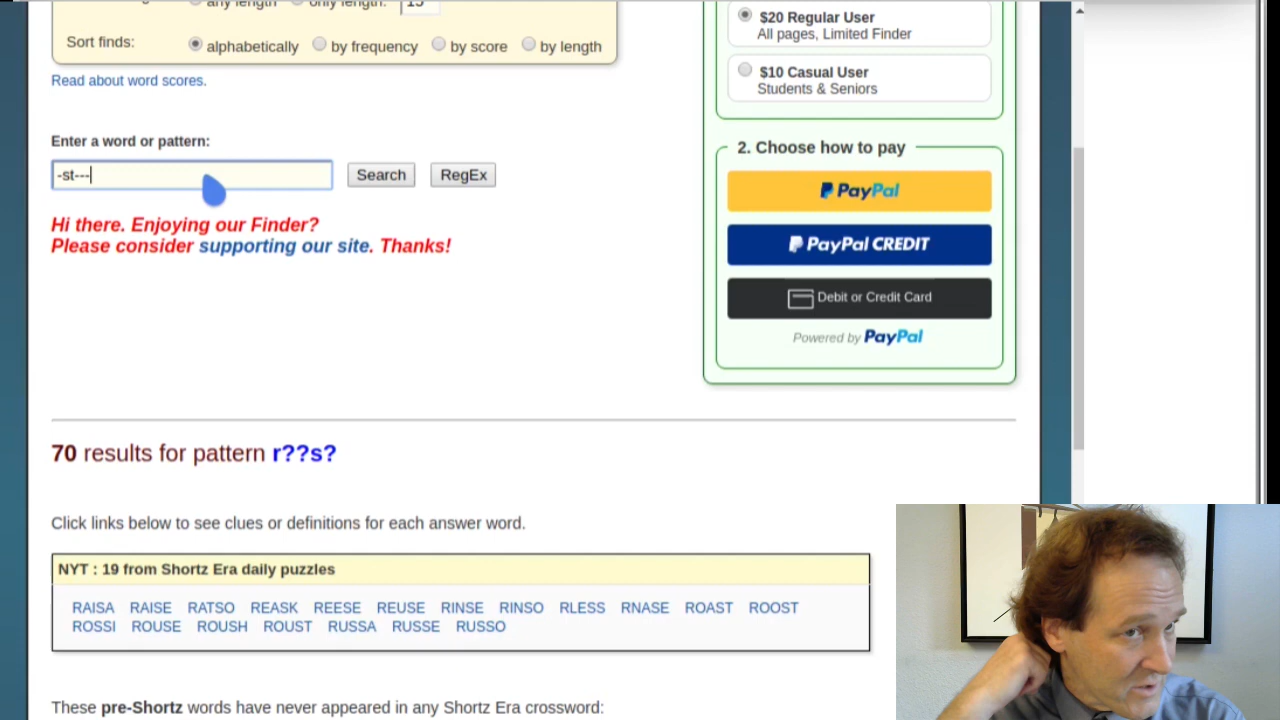 any length only length: 15
$20 Regular User
All pages, Limited Finder
Sort finds: alphabetically by frequency by score by length
$10 Casual User
Students & Seniors
Read about word scores.
Enter a word or pattern:
-st---
Search
RegEx
2. Choose how to pay
PayPal
Hi there. Enjoying our Finder?
Please consider supporting our site. Thanks!
PayPal CREDIT
Debit or Credit Card
Powered by PayPal
70 results for pattern r??s?
Click links below to see clues or definitions for each answer word.
NYT : 19 from Shortz Era daily puzzles
RAISA RAISE RATSO REASK REESE REUSE RINSE RINSO RLESS RNASE ROAST ROOST
ROSSI ROUSE ROUSH ROUST RUSSA RUSSE RUSSO
These pre-Shortz words have never appeared in any Shortz Era crossword: